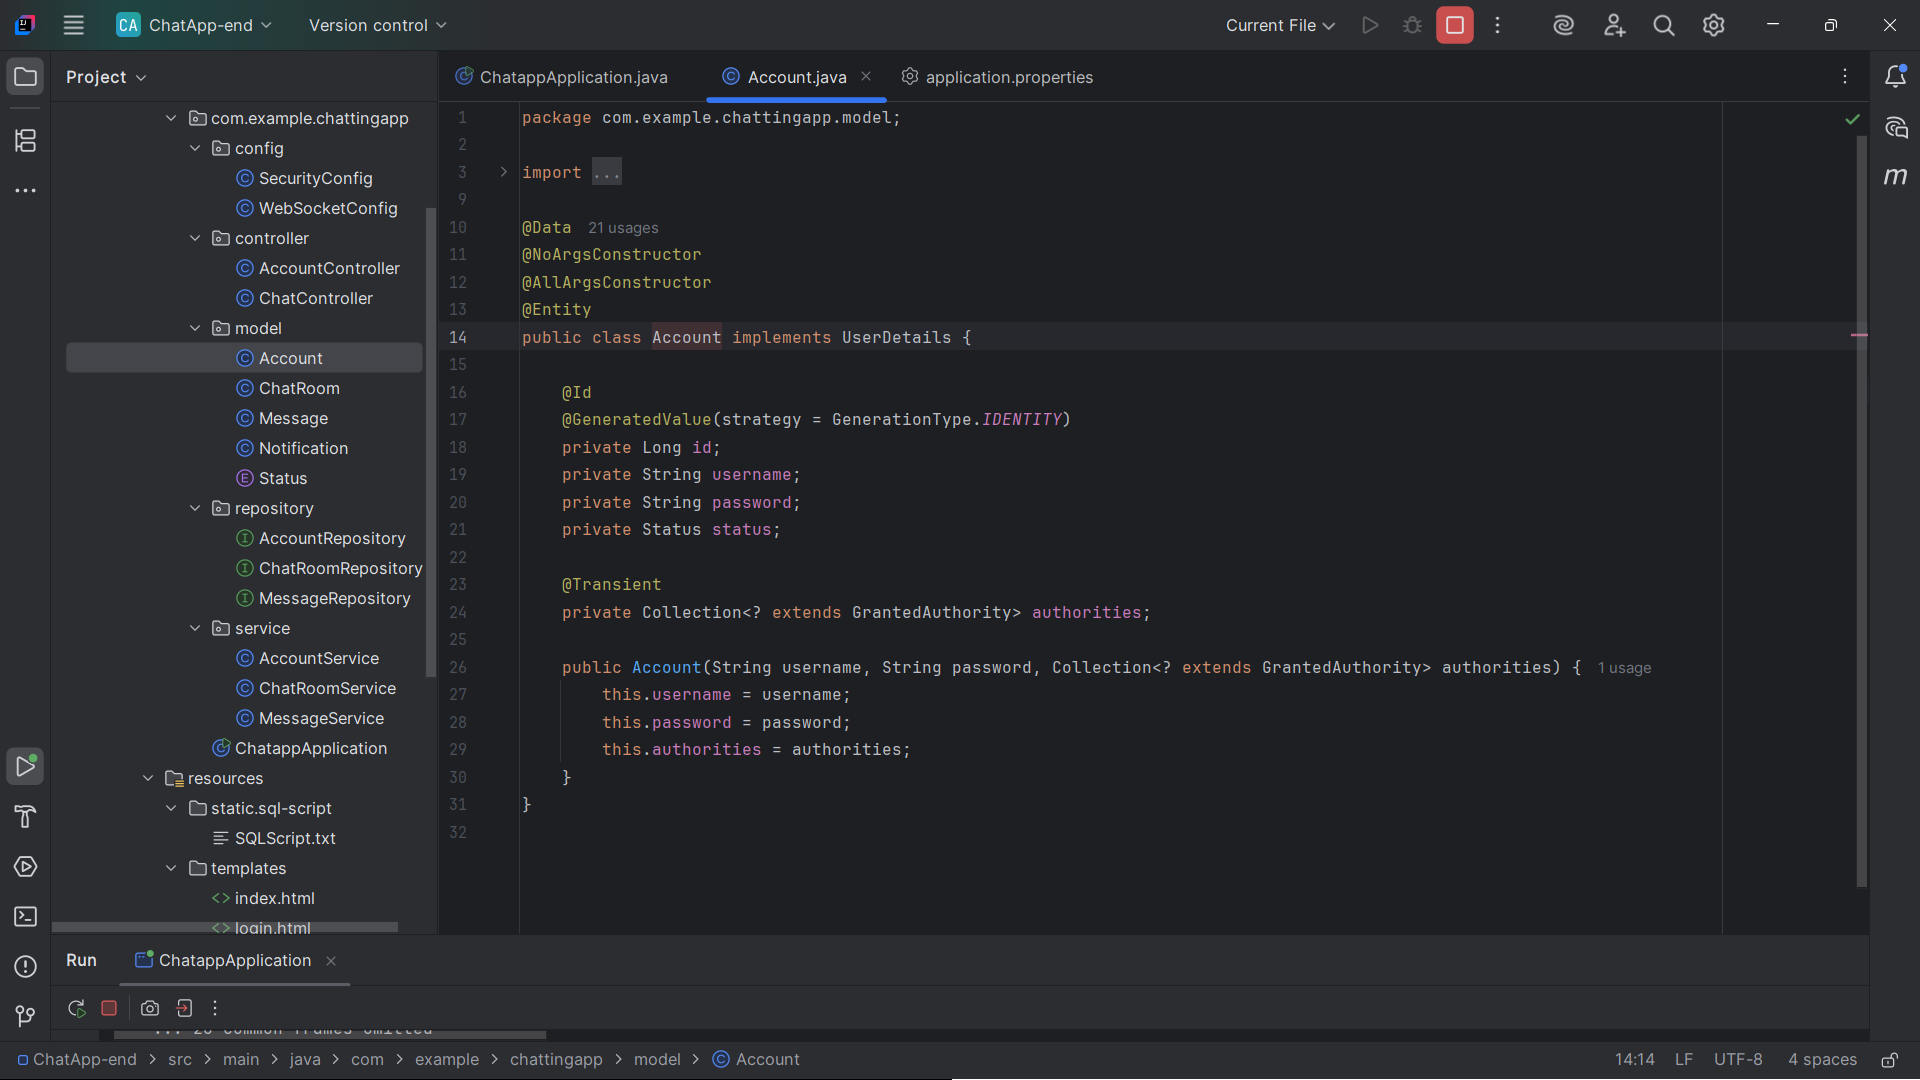 CA ChatApp-end Version control Current File
Project
ChatappApplication.java Account.java application.properties
com.example.chattingapp
config
SecurityConfig
WebSocketConfig
controller
AccountController
ChatController
model
Account
ChatRoom
Message
Notification
Status
repository
AccountRepository
ChatRoomRepository
MessageRepository
service
AccountService
ChatRoomService
MessageService
ChatappApplication
resources
static.sql-script
SQLScript.txt
templates
index.html
login.html
1 package com.example.chattingapp.model;
2
3 import ...
9
10 @Data 21 usages
11 @NoArgsConstructor
12 @AllArgsConstructor
13 @Entity
14 public class Account implements UserDetails {
15
16 @Id
17 @GeneratedValue(strategy = GenerationType.IDENTITY)
18 private Long id;
19 private String username;
20 private String password;
21 private Status status;
22
23 @Transient
24 private Collection<? extends GrantedAuthority> authorities;
25
26 public Account(String username, String password, Collection<? extends GrantedAuthority> authorities) { 1 usage
27 this.username = username;
28 this.password = password;
29 this.authorities = authorities;
30 }
31 }
32
m
Run ChatappApplication
... 26 common frames omitted
ChatApp-end > src > main > java > com > example > chattingapp > model > Account 14:14 LF UTF-8 4 spaces